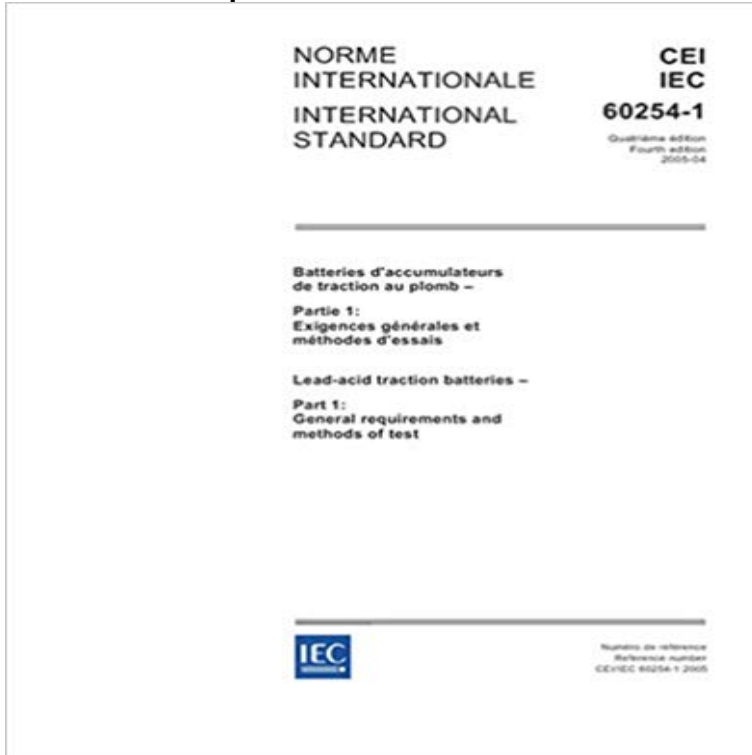 NORME
INTERNATIONALE
INTERNATIONAL
STANDARD
CEI
IEC
60254-1
Quatrième édition
Fourth edition
2005-04
Batteries d'accumulateurs
de traction au plomb –
Partie 1:
Exigences générales et
méthodes d'essais
Lead-acid traction batteries –
Part 1:
General requirements and
methods of test
IEC
Numéro de référence
Reference number
CEI/IEC 60254-1:2005